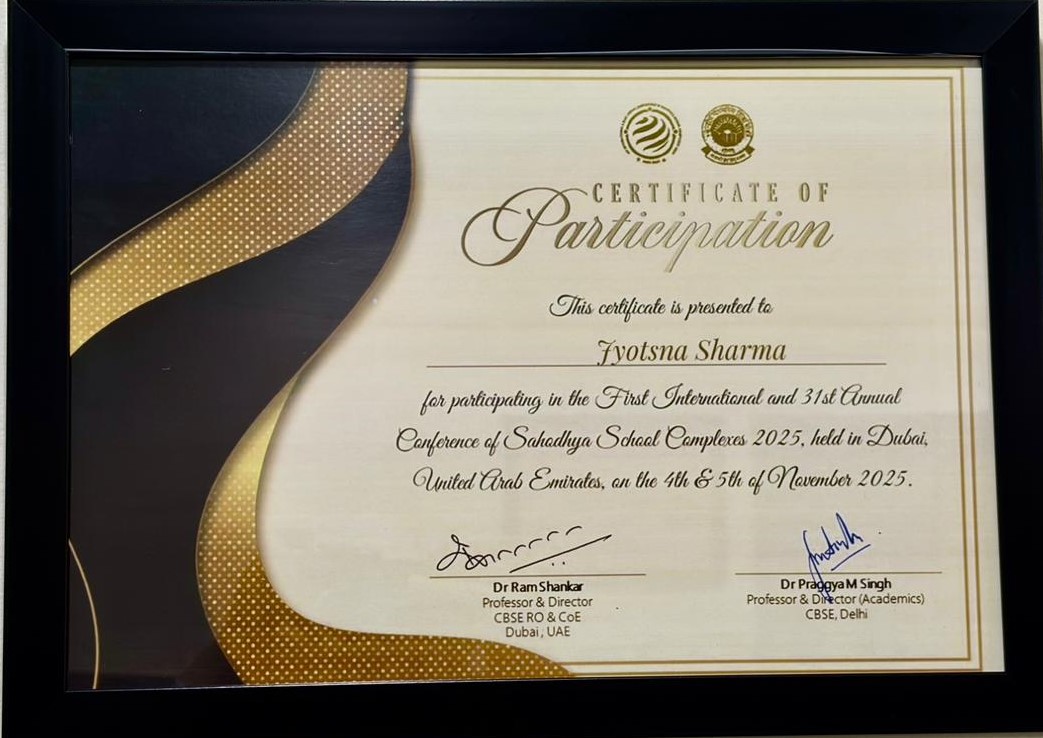 CERTIFICATE OF
Participation
This certificate is presented to
Jyotsna Sharma
for participating in the First International and 31st Annual
Conference of Sahodhya School Complexes 2025, held in Dubai,
United Arab Emirates, on the 4th & 5th of November 2025.
Dr Ram Shankar
Professor & Director
CBSE RO & CoE
Dubai, UAE
Dr Praggya M Singh
Professor & Director (Academics)
CBSE, Delhi